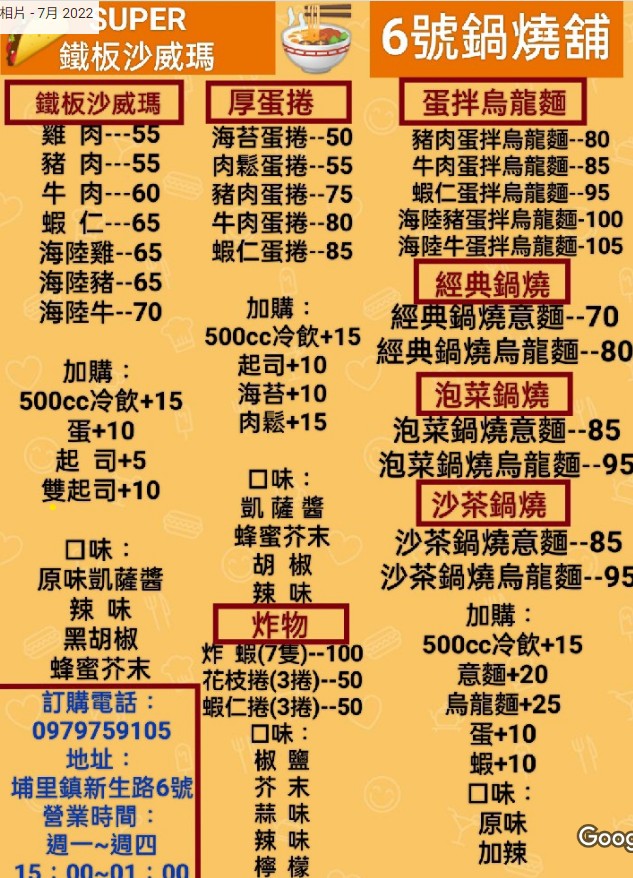 相片 - 7月 2022
SUPER
鐵板沙威瑪
6號鍋燒舖
鐵板沙威瑪
雞 肉---55
豬 肉---55
牛 肉---60
蝦 仁---65
海陸雞--65
海陸豬--65
海陸牛--70
加購：
500cc冷飲+15
蛋+10
起 司+5
雙起司+10
口味：
原味凱薩醬
辣 味
黑胡椒
蜂蜜芥末
訂購電話：
0979759105
地址：
埔里鎮新生路6號
營業時間：
週一~週四
15：00~01：00
厚蛋捲
海苔蛋捲--50
肉鬆蛋捲--55
豬肉蛋捲--75
牛肉蛋捲--80
蝦仁蛋捲--85
加購：
500cc冷飲+15
起司+10
海苔+10
肉鬆+15
口味：
凱薩醬
蜂蜜芥末
胡 椒
辣 味
炸物
炸 蝦(7隻)--100
花枝捲(3捲)--50
蝦仁捲(3捲)--50
口味：
椒 鹽
芥 末
蒜 味
辣 味
檸 檬
蛋拌烏龍麵
豬肉蛋拌烏龍麵--80
牛肉蛋拌烏龍麵--85
蝦仁蛋拌烏龍麵--95
海陸豬蛋拌烏龍麵-100
海陸牛蛋拌烏龍麵-105
經典鍋燒
經典鍋燒意麵--70
經典鍋燒烏龍麵--80
泡菜鍋燒
泡菜鍋燒意麵--85
泡菜鍋燒烏龍麵--95
沙茶鍋燒
沙茶鍋燒意麵--85
沙茶鍋燒烏龍麵--95
加購：
500cc冷飲+15
意麵+20
烏龍麵+25
蛋+10
蝦+10
口味：
原味
加辣
Goog